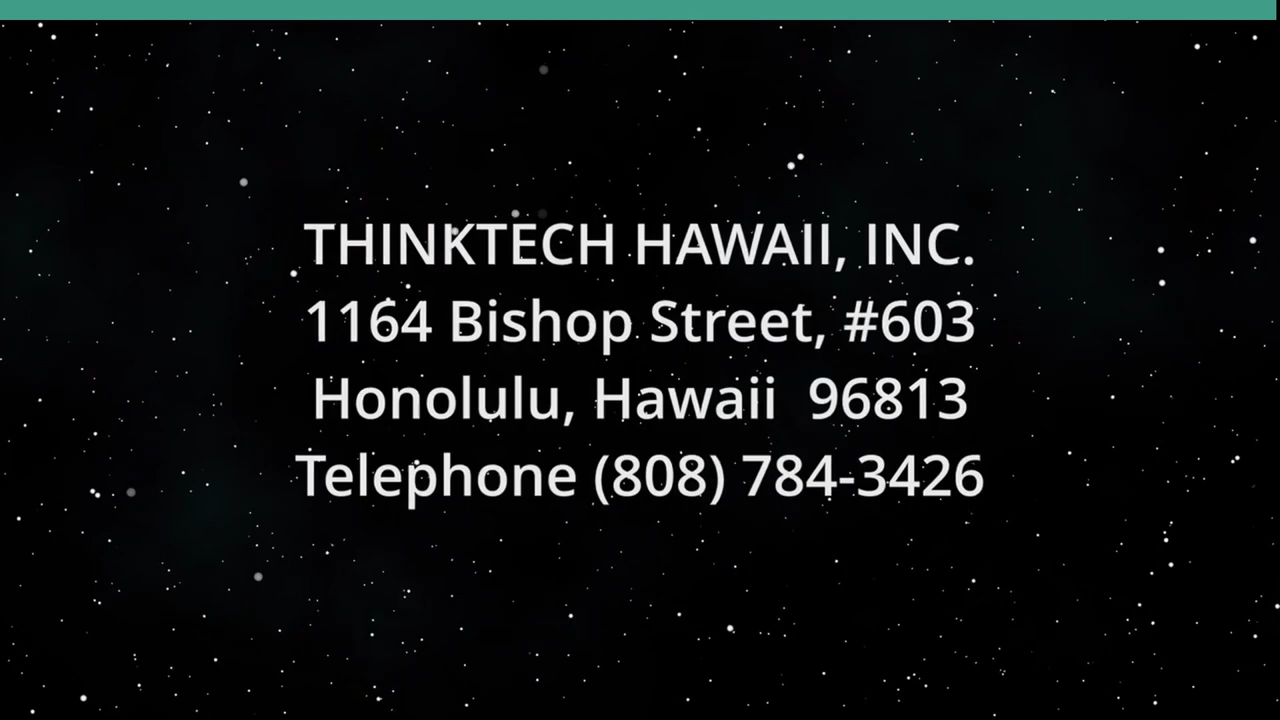 THINKTECH HAWAII, INC.
1164 Bishop Street, #603
Honolulu, Hawaii  96813
Telephone (808) 784-3426